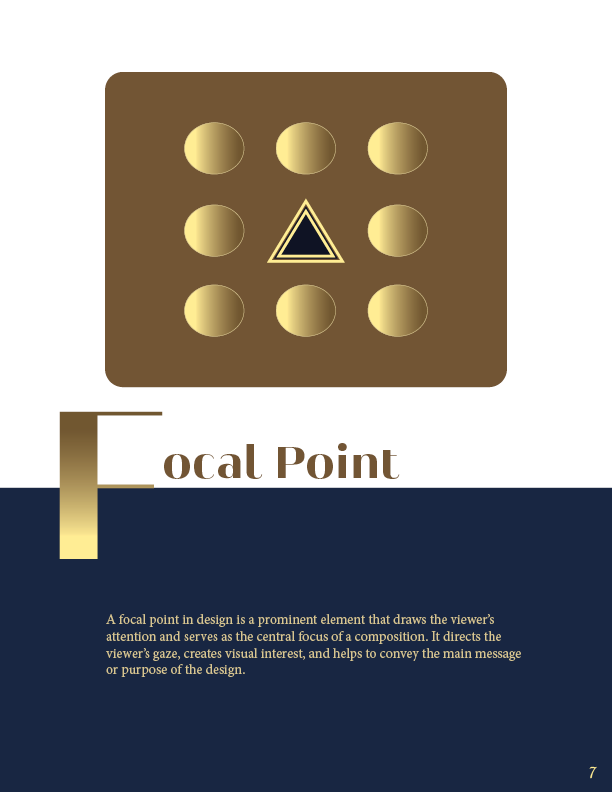 Focal Point
A focal point in design is a prominent element that draws the viewer’s
attention and serves as the central focus of a composition. It directs the
viewer’s gaze, creates visual interest, and helps to convey the main message
or purpose of the design.
7